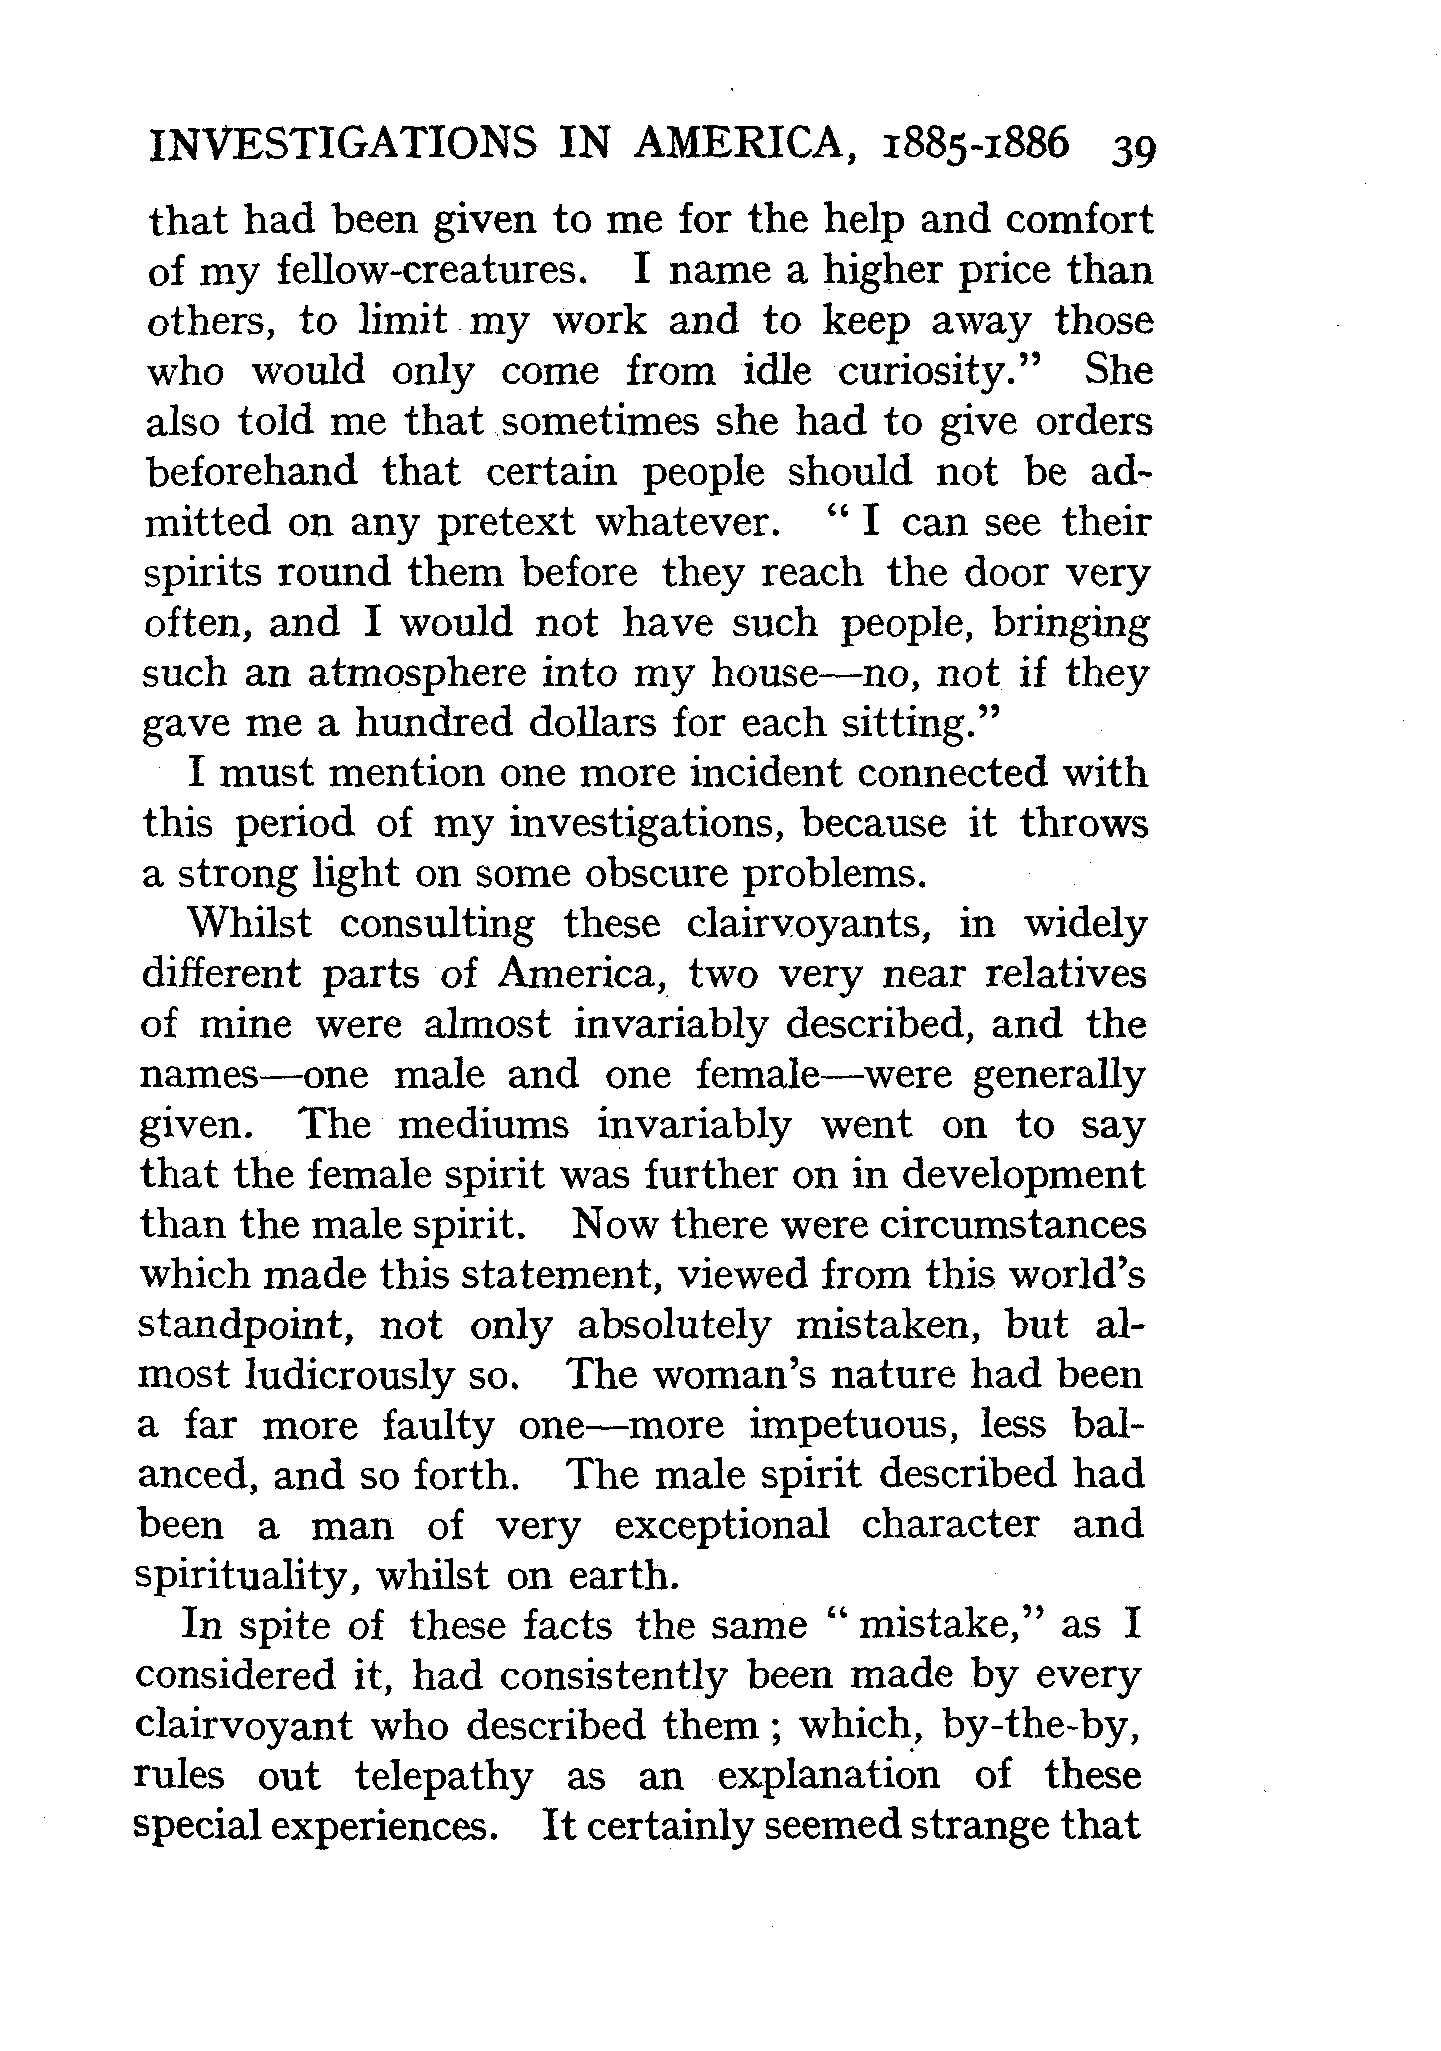 INVESTIGATIONS IN AMERICA, 1885-1886 39
that had been given to me for the help and comfort
of my fellow-creatures. I name a higher price than
others, to limit my work and to keep away those
who would only come from idle curiosity.” She
also told me that sometimes she had to give orders
beforehand that certain people should not be ad-
mitted on any pretext whatever. “ I can see their
spirits round them before they reach the door very
often, and I would not have such people, bringing
such an atmosphere into my house—no, not if they
gave me a hundred dollars for each sitting.”
I must mention one more incident connected with
this period of my investigations, because it throws
a strong light on some obscure problems.
Whilst consulting these clairvoyants, in widely
different parts of America, two very near relatives
of mine were almost invariably described, and the
names—one male and one female—were generally
given. The mediums invariably went on to say
that the female spirit was further on in development
than the male spirit. Now there were circumstances
which made this statement, viewed from this world’s
standpoint, not only absolutely mistaken, but al-
most ludicrously so. The woman’s nature had been
a far more faulty one—more impetuous, less bal-
anced, and so forth. The male spirit described had
been a man of very exceptional character and
spirituality, whilst on earth.
In spite of these facts the same “ mistake,” as I
considered it, had consistently been made by every
clairvoyant who described them ; which, by-the-by,
rules out telepathy as an explanation of these
special experiences. It certainly seemed strange that